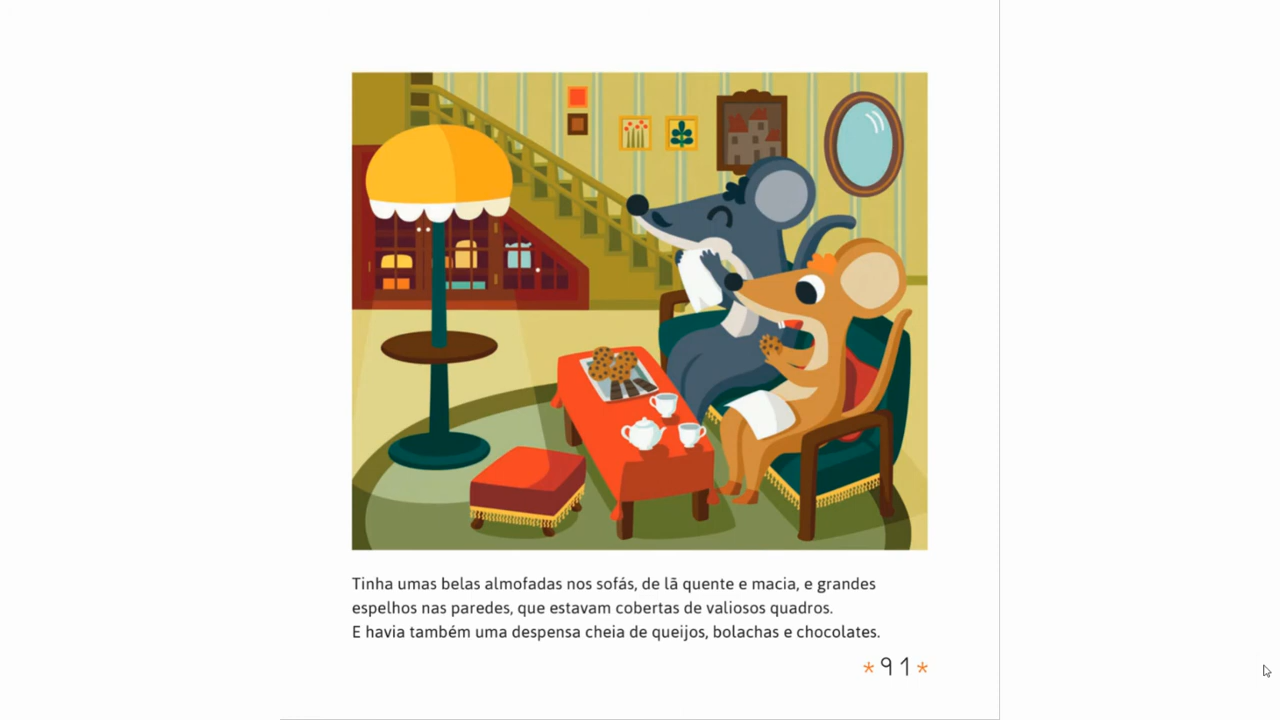 Tinha umas belas almofadas nos sofás, de lã quente e macia, e grandes
espelhos nas paredes, que estavam cobertas de valiosos quadros.
E havia também uma despensa cheia de queijos, bolachas e chocolates.
*91*